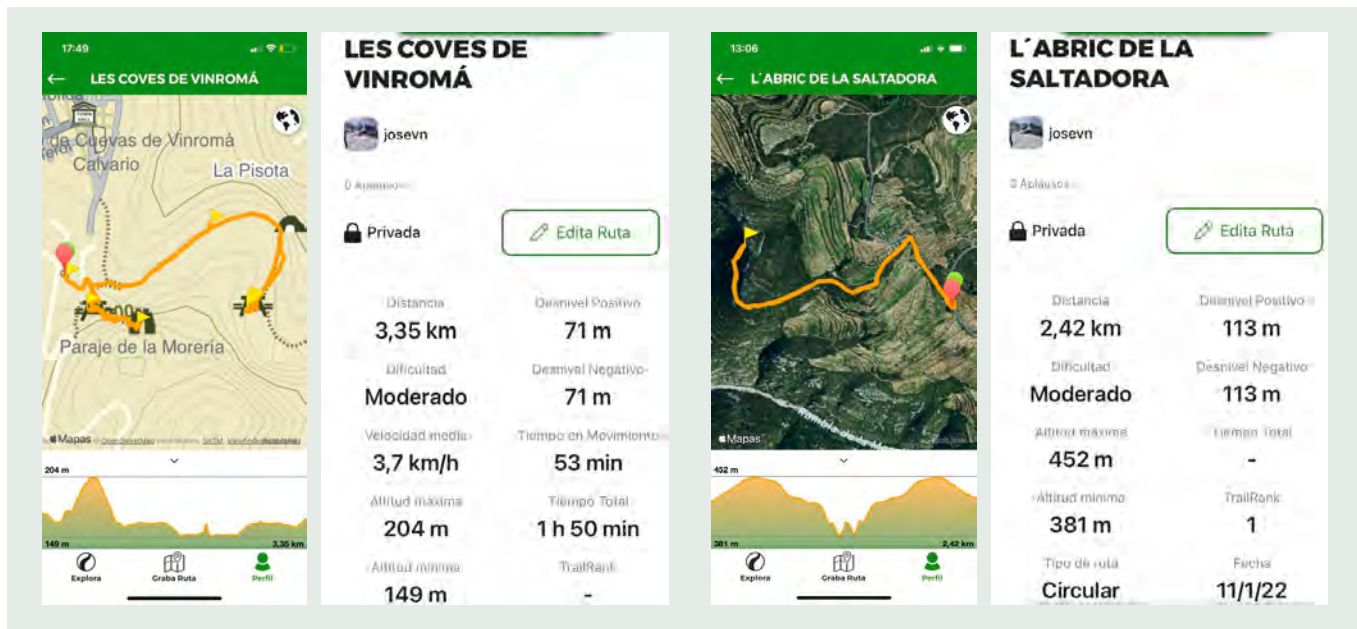 17:49
← LES COVES DE VINROMÁ
de Cuevas de Vinromá
Calvario
La Pisota
Paraje de la Morería
Mapas
204 m
149 m
3,35 km
Explora
Graba Ruta
Perfil
LES COVES DE
VINROMÁ
josevn
0 Aplausos
Privada
Edita Ruta
Distancia
Desnivel Positivo
3,35 km
71 m
Dificultad
Desnivel Negativo
Moderado
71 m
Velocidad media
Tiempo en Movimiento
3,7 km/h
53 min
Altitud máxima
Tiempo Total
204 m
1 h 50 min
Altitud mínima
TrailRank
149 m
-
13:06
← L´ABRIC DE LA SALTADORA
Mapas
452 m
381 m
2,42 km
Explora
Graba Ruta
Perfil
L´ABRIC DE LA
SALTADORA
josevn
Aplausos
Privada
Edita Ruta
Distancia
Desnivel Positivo
2,42 km
113 m
Dificultad
Desnivel Negativo
Moderado
113 m
Altitud máxima
Tiempo Total
452 m
-
Altitud mínima
TrailRank
381 m
1
Tipo de ruta
Fecha
Circular
11/1/22